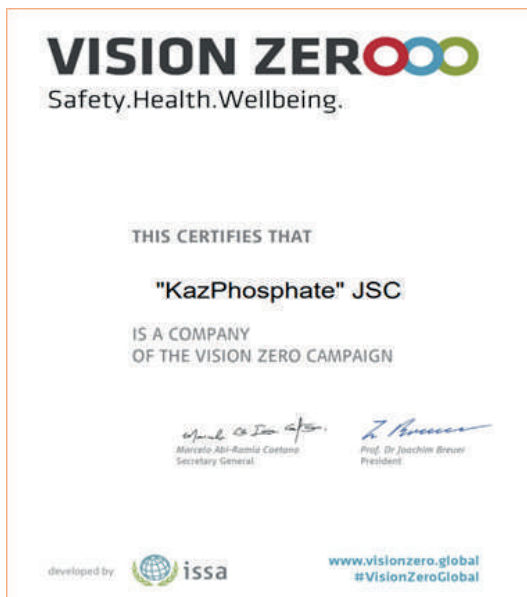 VISION ZERO
Safety.Health.Wellbeing.
THIS CERTIFIES THAT
"KazPhosphate" JSC
IS A COMPANY
OF THE VISION ZERO CAMPAIGN
Marcelo Abi-Ramia Caetano
Secretary General
Prof. Dr Joachim Breuer
President
developed by
issa
www.visionzero.global
#VisionZeroGlobal